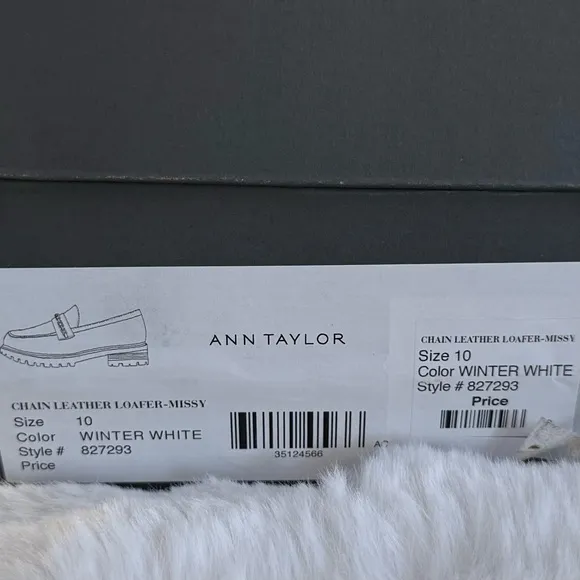 ANN TAYLOR
CHAIN LEATHER LOAFER-MISSY
Size 10
Color WINTER WHITE
Style # 827293
Price
35124566
CHAIN LEATHER LOAFER-MISSY
Size 10
Color WINTER WHITE
Style # 827293
Price